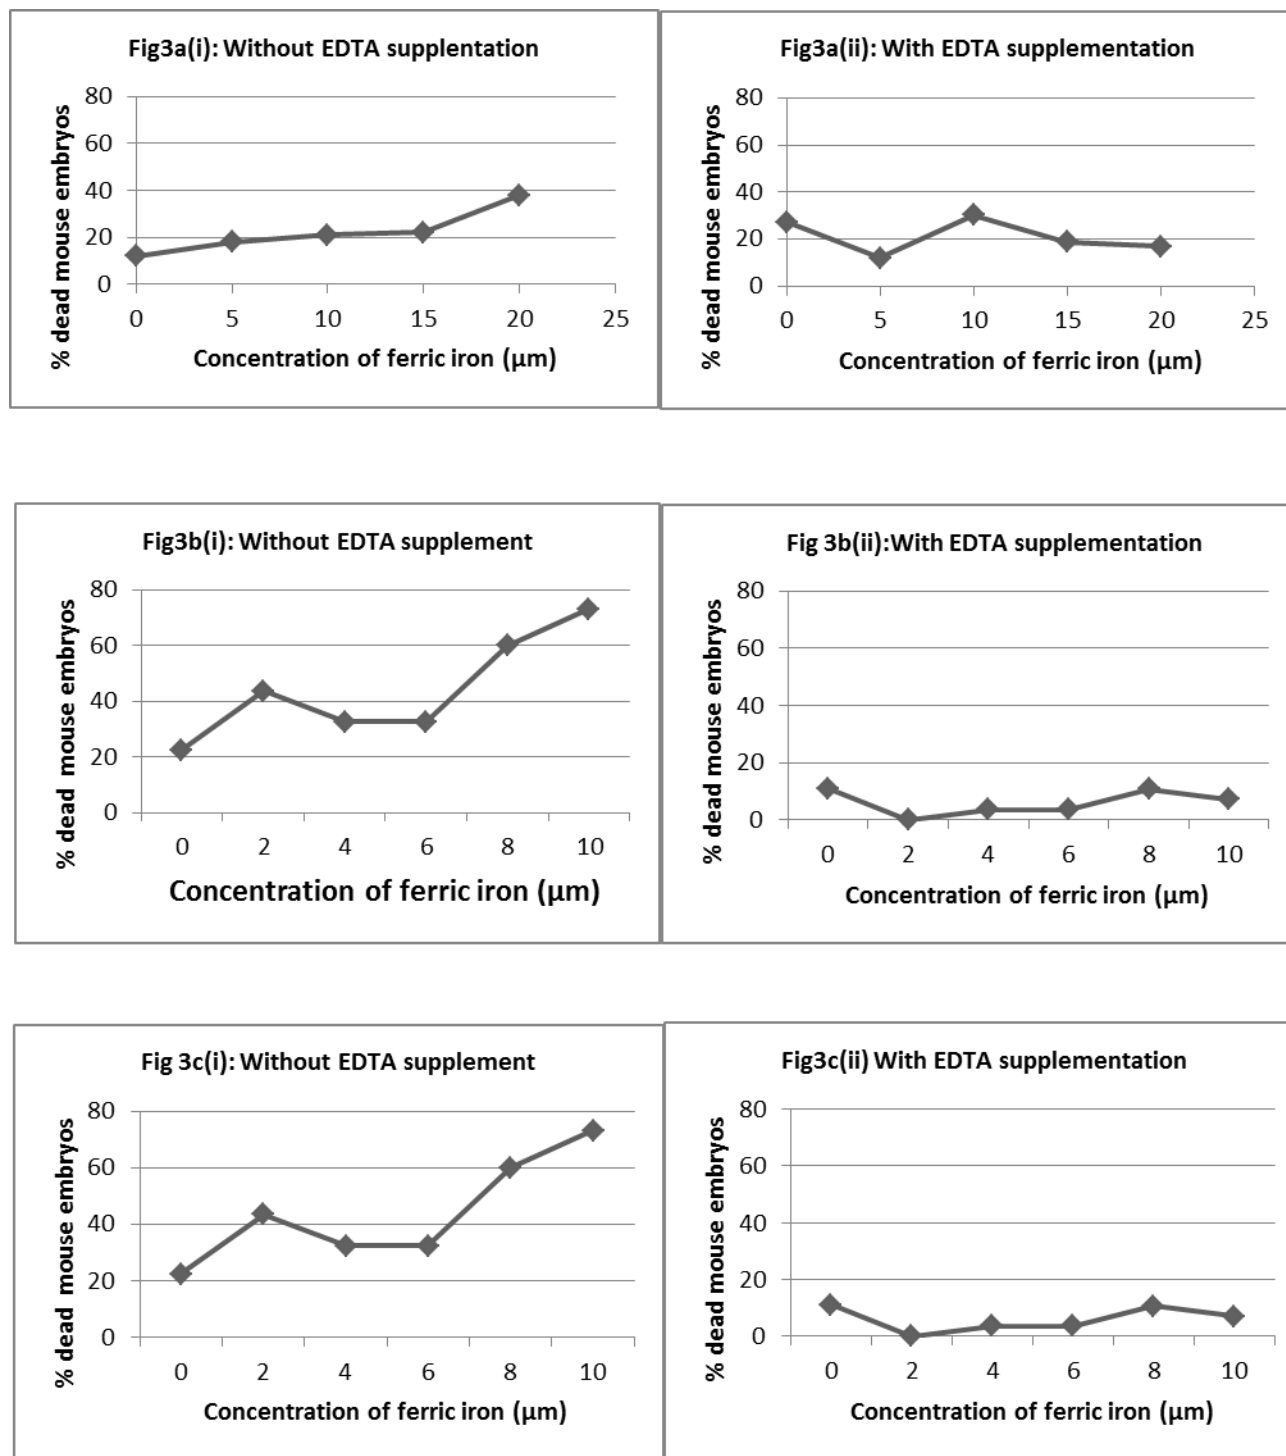 Fig3a(i): Without EDTA supplentation
80
60
40
20
0
0 5 10 15 20 25
% dead mouse embryos
Concentration of ferric iron (µm)
Fig3a(ii): With EDTA supplementation
80
60
40
20
0
0 5 10 15 20 25
% dead mouse embryos
Concentration of ferric iron (µm)
Fig3b(i): Without EDTA supplement
80
60
40
20
0
0 2 4 6 8 10
% dead mouse embryos
Concentration of ferric iron (µm)
Fig 3b(ii):With EDTA supplementation
80
60
40
20
0
0 2 4 6 8 10
% dead mouse embryos
Concentration of ferric iron (µm)
Fig 3c(i): Without EDTA supplement
80
60
40
20
0
0 2 4 6 8 10
% dead mouse embryos
Concentration of ferric iron (µm)
Fig3c(ii) With EDTA supplementation
80
60
40
20
0
0 2 4 6 8 10
% dead mouse embryos
Concentration of ferric iron (µm)